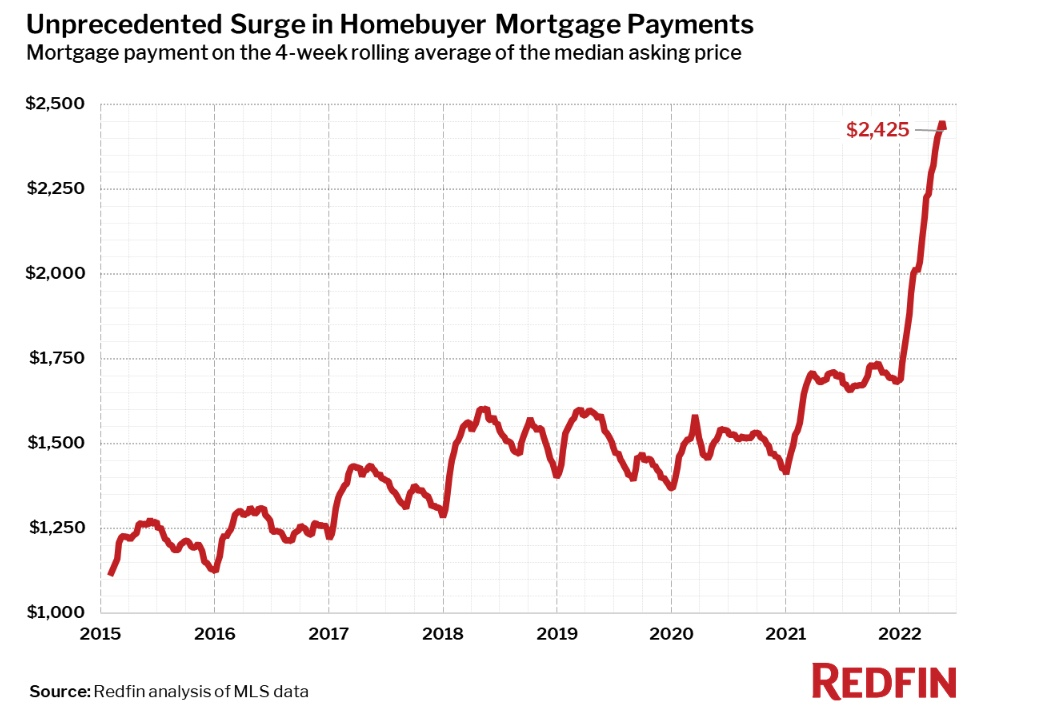 Unprecedented Surge in Homebuyer Mortgage Payments
Mortgage payment on the 4-week rolling average of the median asking price
$2,500
$2,425
$2,250
$2,000
$1,750
$1,500
$1,250
$1,000
2015 2016 2017 2018 2019 2020 2021 2022
Source: Redfin analysis of MLS data
REDFIN